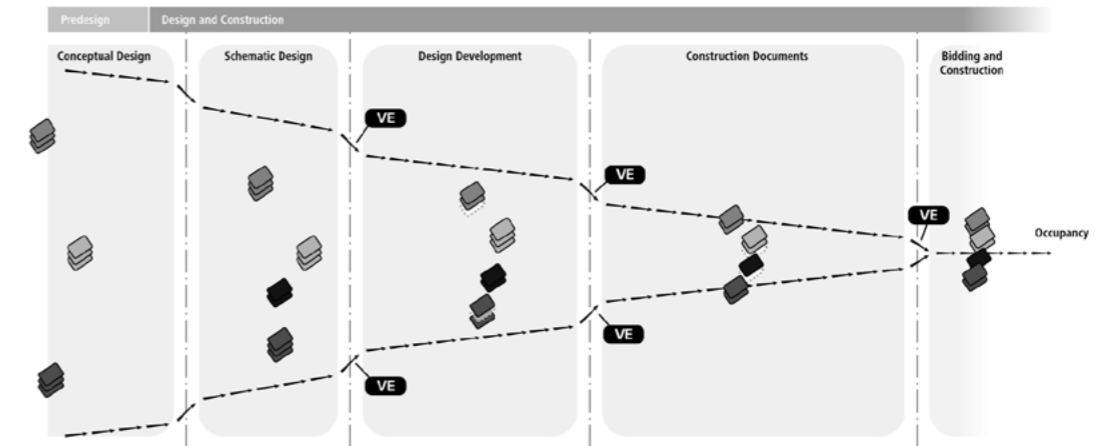 Predesign
Design and Construction
Conceptual Design
Schematic Design
Design Development
Construction Documents
Bidding and
Construction
VE
VE
VE
Occupancy
VE
VE